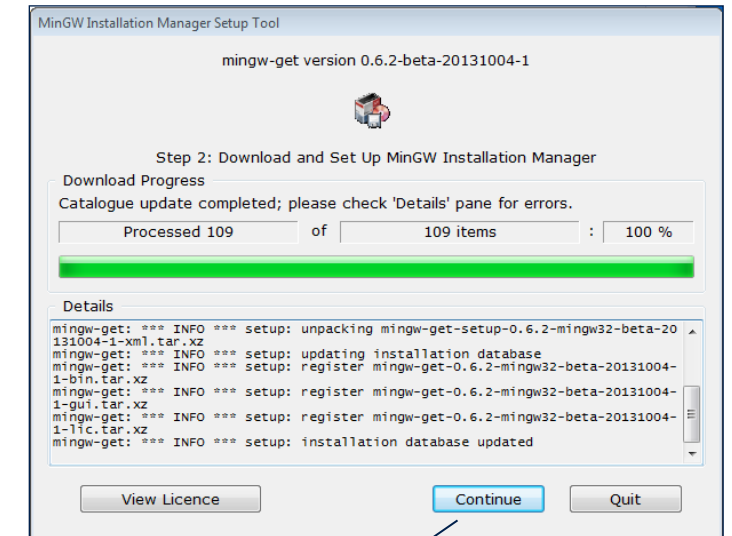 MinGW Installation Manager Setup Tool
mingw-get version 0.6.2-beta-20131004-1
Step 2: Download and Set Up MinGW Installation Manager
Download Progress
Catalogue update completed; please check 'Details' pane for errors.
Processed 109 of 109 items : 100 %
Details
mingw-get: *** INFO *** setup: unpacking mingw-get-setup-0.6.2-mingw32-beta-20
131004-1-xml.tar.xz
mingw-get: *** INFO *** setup: updating installation database
mingw-get: *** INFO *** setup: register mingw-get-0.6.2-mingw32-beta-20131004-
1-bin.tar.xz
mingw-get: *** INFO *** setup: register mingw-get-0.6.2-mingw32-beta-20131004-
1-gui.tar.xz
mingw-get: *** INFO *** setup: register mingw-get-0.6.2-mingw32-beta-20131004-
1-lic.tar.xz
mingw-get: *** INFO *** setup: installation database updated
View Licence Continue Quit